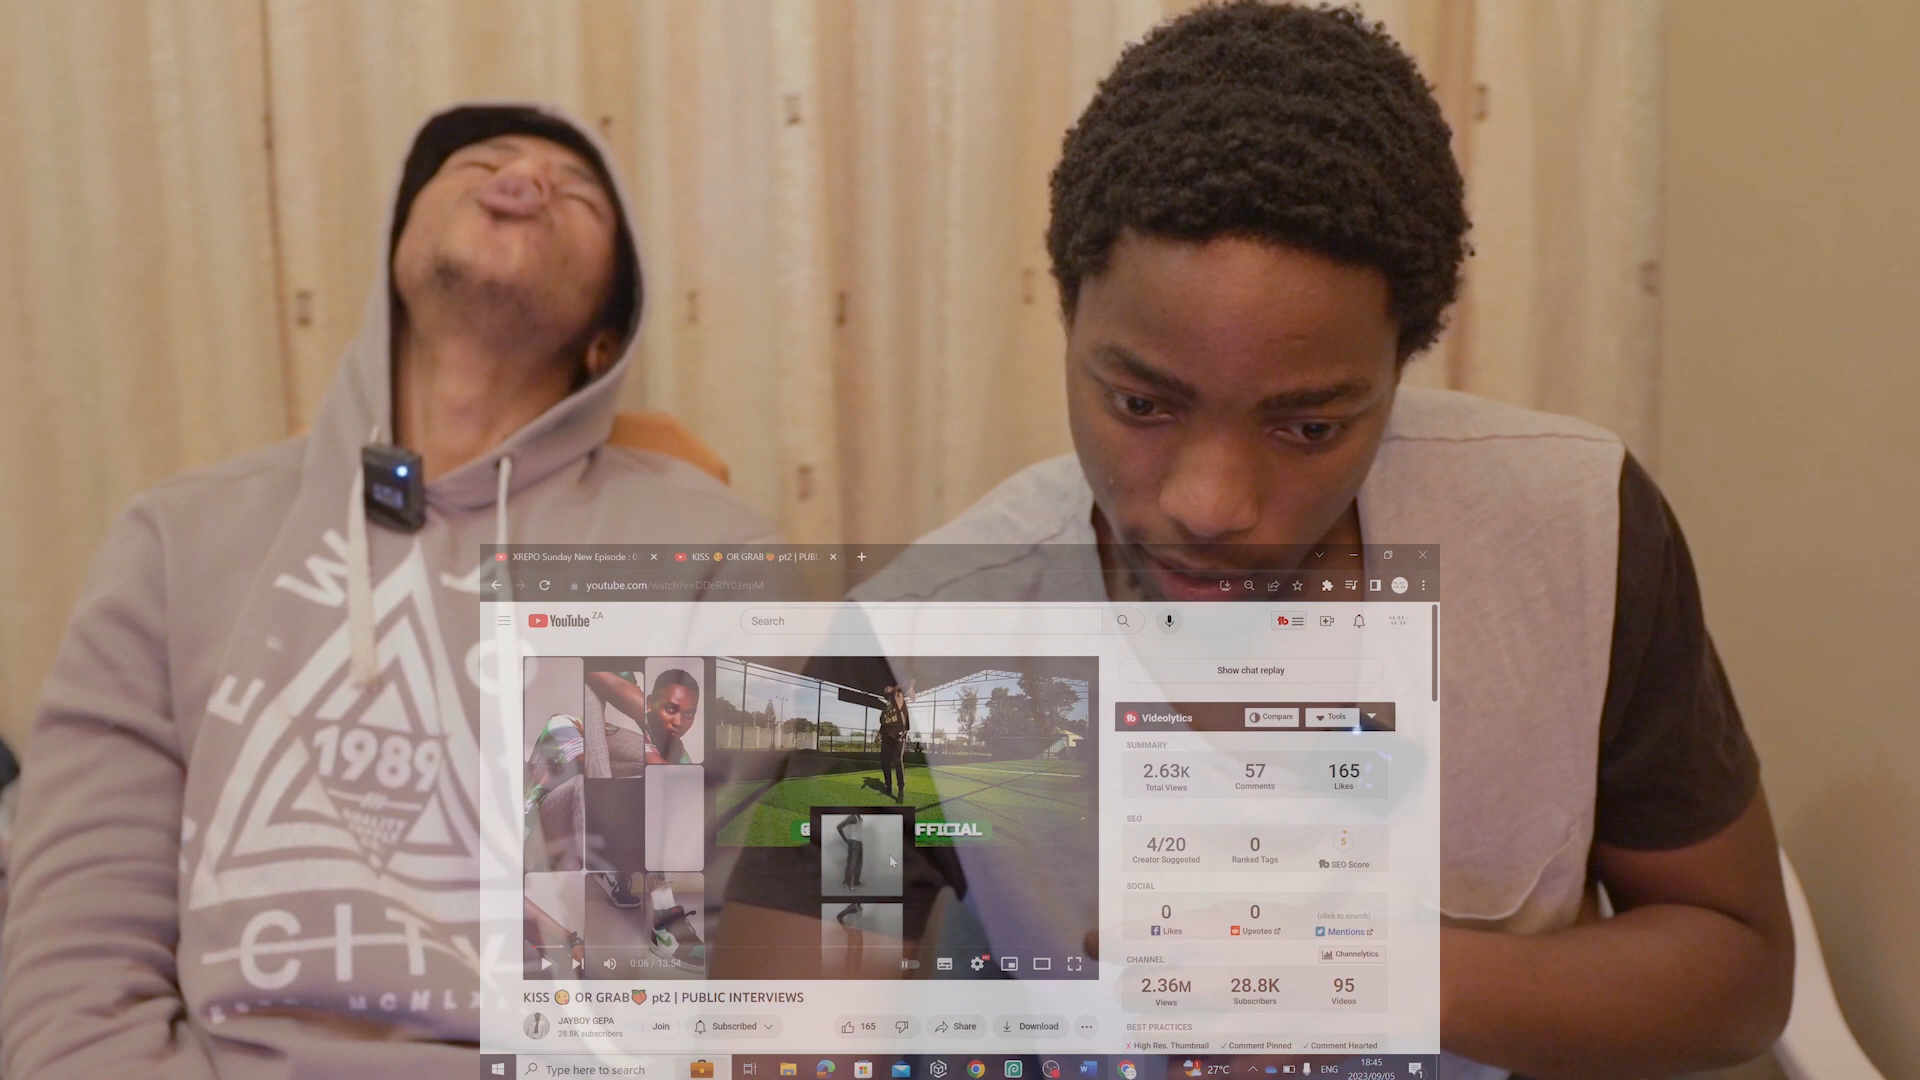 1989
QUALITY
CITY
XREPO Sunday New Episode : 0
KISS 😘 OR GRAB🍑 pt2 | PUBL
youtube.com/watch?v=DDeRfY03npM
YouTube ZA
Search
Show chat replay
FFICIAL
Videolytics
Compare
Tools
SUMMARY
2.63K 57 165
Total Views Comments Likes
SEO
4/20 0 5
Creator Suggested Ranked Tags SEO Score
SOCIAL
0 0 (click to search)
Likes Upvotes Mentions
CHANNEL Channelytics
2.36M 28.8K 95
Views Subscribers Videos
BEST PRACTICES
X High Res. Thumbnail ✓ Comment Pinned ✓ Comment Hearted
0:06 / 13:54
KISS 😘 OR GRAB🍑 pt2 | PUBLIC INTERVIEWS
JAYBOY GEPA
28.8K subscribers
Join
Subscribed
165
Share
Download
Type here to search
27°C
ENG
18:45
2023/09/05